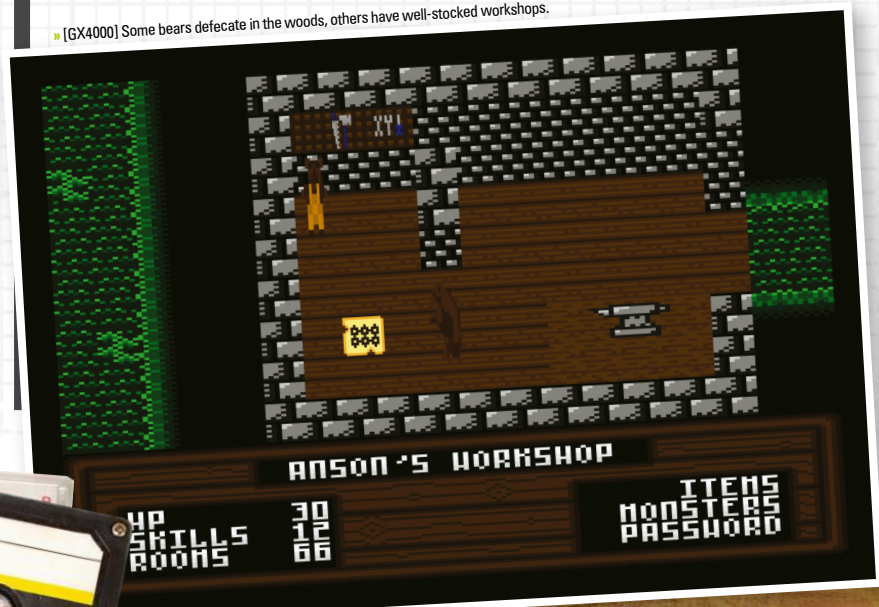 » [GX4000] Some bears defecate in the woods, others have well-stocked workshops.
ANSON'S WORKSHOP
HP 30
SKILLS 12
ROOMS 66
ITEMS
MONSTERS
PASSWORD